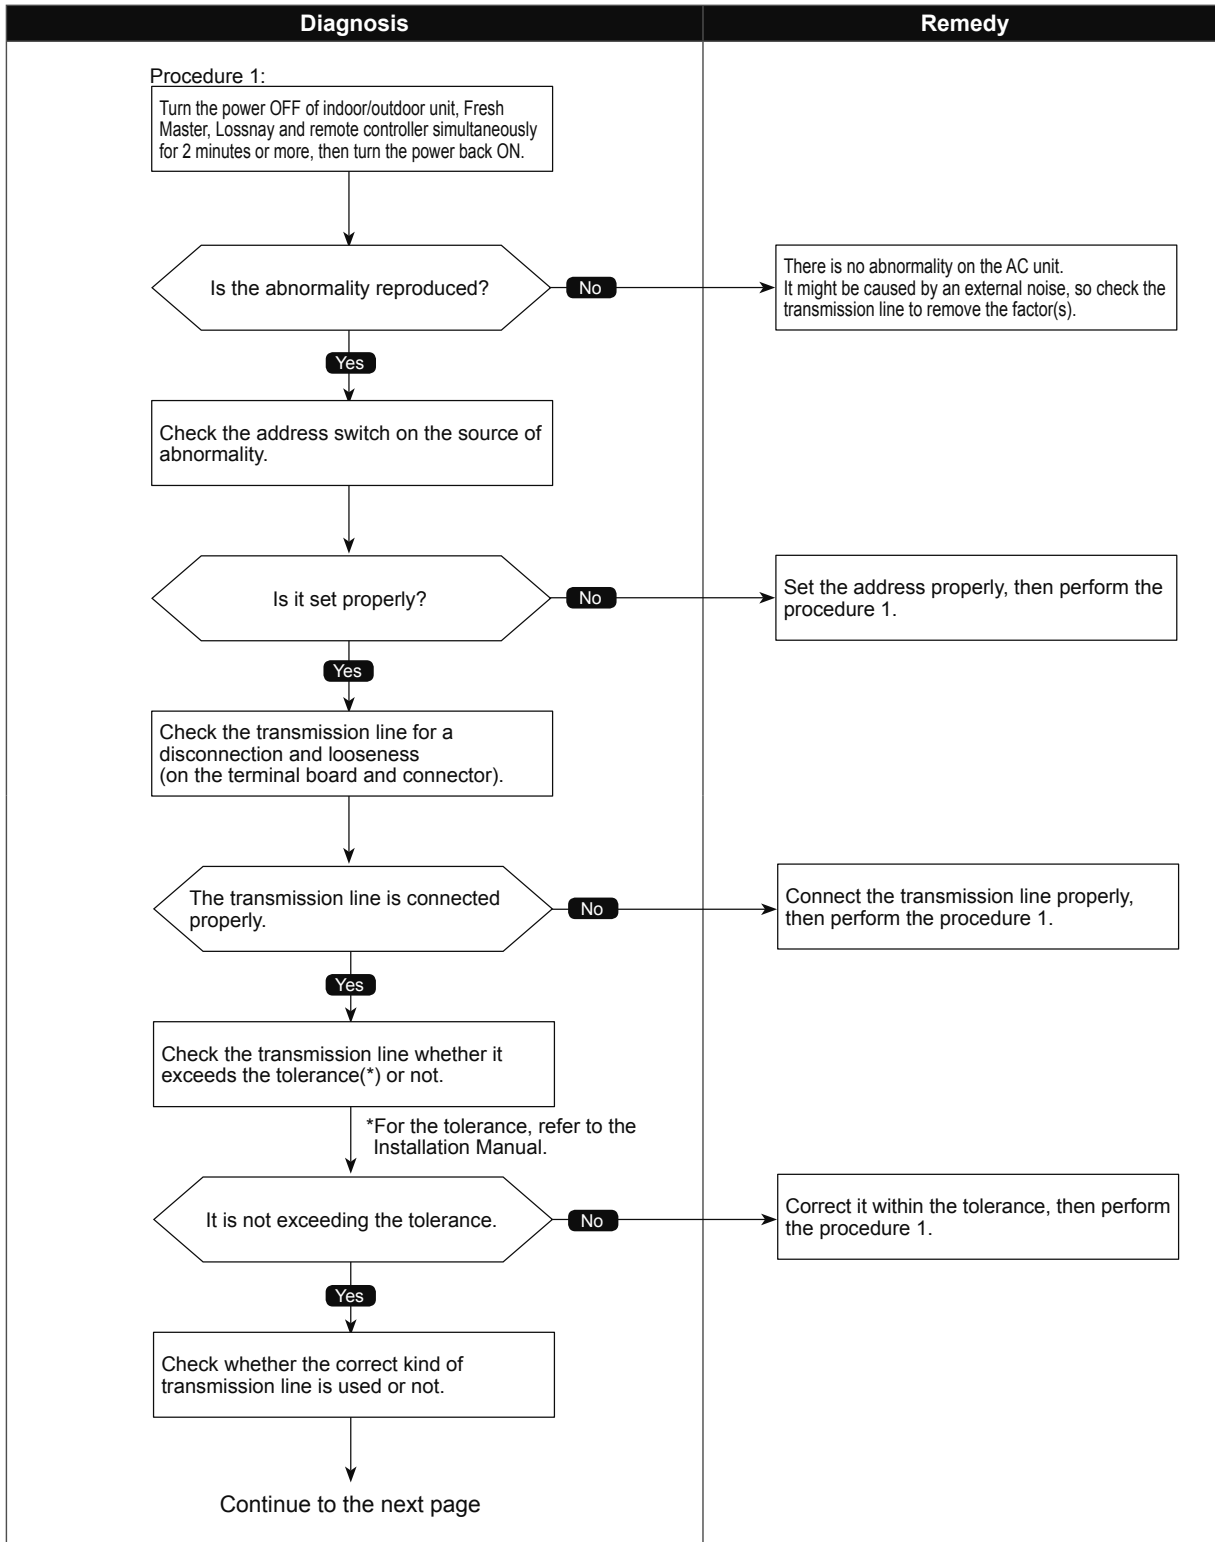 Diagnosis
Remedy
Procedure 1:
Turn the power OFF of indoor/outdoor unit, Fresh
Master, Lossnay and remote controller simultaneously
for 2 minutes or more, then turn the power back ON.
Is the abnormality reproduced?
No
There is no abnormality on the AC unit.
It might be caused by an external noise, so check the
transmission line to remove the factor(s).
Yes
Check the address switch on the source of
abnormality.
Is it set properly?
No
Set the address properly, then perform the
procedure 1.
Yes
Check the transmission line for a
disconnection and looseness
(on the terminal board and connector).
The transmission line is connected
properly.
No
Connect the transmission line properly,
then perform the procedure 1.
Yes
Check the transmission line whether it
exceeds the tolerance(*) or not.
*For the tolerance, refer to the
Installation Manual.
It is not exceeding the tolerance.
No
Correct it within the tolerance, then perform
the procedure 1.
Yes
Check whether the correct kind of
transmission line is used or not.
Continue to the next page